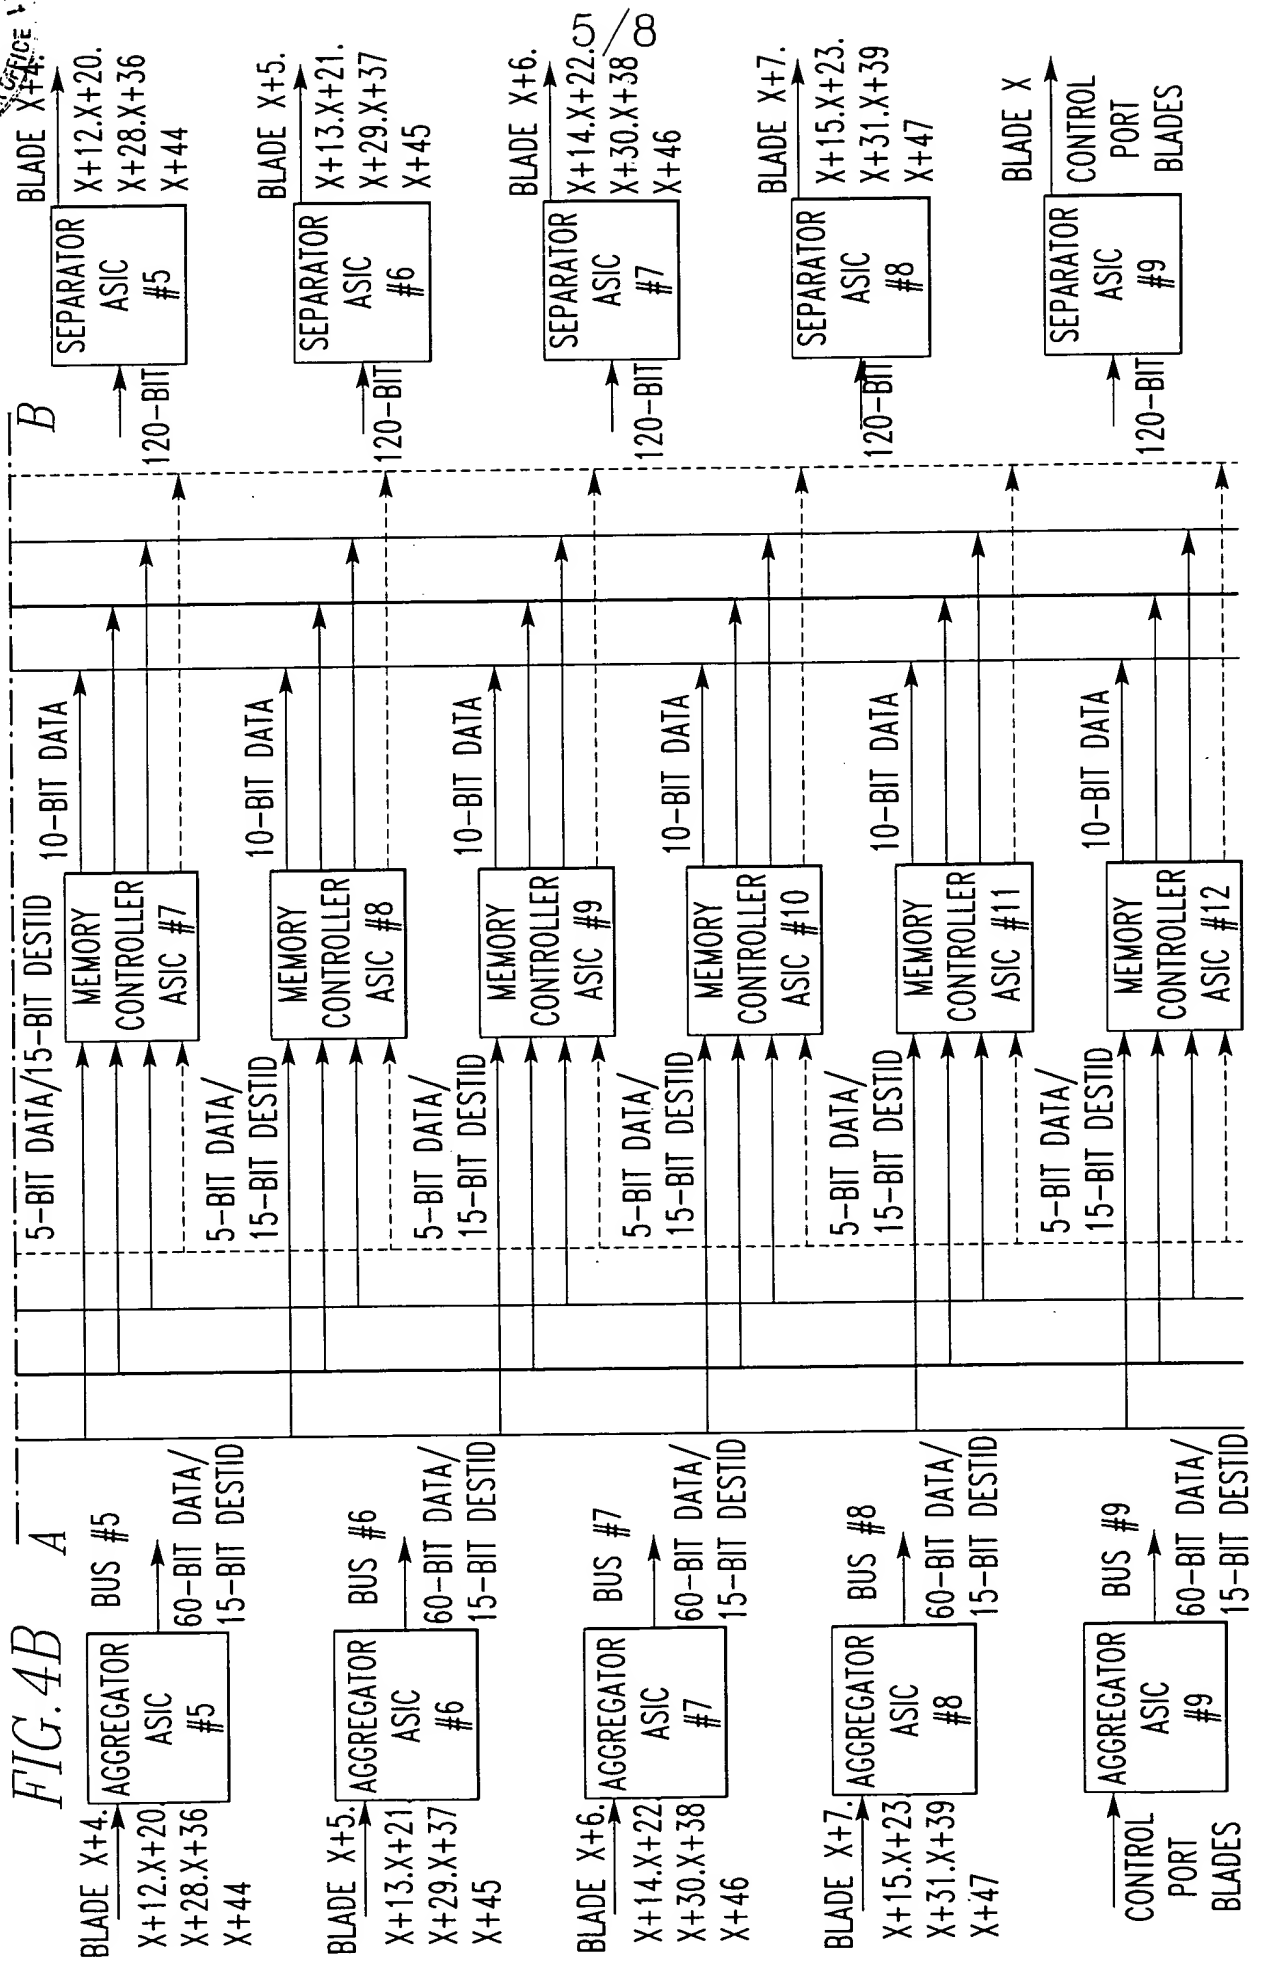 5/8
OFFICE
FIG. 4B
A
B
BLADE X+4.
X+12.X+20.
X+28.X+36
X+44
AGGREGATOR
ASIC
#5
BUS #5
60-BIT DATA/
15-BIT DESTID
BLADE X+5.
X+13.X+21.
X+29.X+37
X+45
AGGREGATOR
ASIC
#6
BUS #6
60-BIT DATA/
15-BIT DESTID
BLADE X+6.
X+14.X+22.
X+30.X+38
X+46
AGGREGATOR
ASIC
#7
BUS #7
60-BIT DATA/
15-BIT DESTID
BLADE X+7.
X+15.X+23.
X+31.X+39
X+47
AGGREGATOR
ASIC
#8
BUS #8
60-BIT DATA/
15-BIT DESTID
CONTROL
PORT
BLADES
AGGREGATOR
ASIC
#9
BUS #9
60-BIT DATA/
15-BIT DESTID
5-BIT DATA/15-BIT DESTID
MEMORY
CONTROLLER
ASIC #7
10-BIT DATA
5-BIT DATA/
15-BIT DESTID
MEMORY
CONTROLLER
ASIC #8
10-BIT DATA
5-BIT DATA/
15-BIT DESTID
MEMORY
CONTROLLER
ASIC #9
10-BIT DATA
5-BIT DATA/
15-BIT DESTID
MEMORY
CONTROLLER
ASIC #10
10-BIT DATA
5-BIT DATA/
15-BIT DESTID
MEMORY
CONTROLLER
ASIC #11
10-BIT DATA
5-BIT DATA/
15-BIT DESTID
MEMORY
CONTROLLER
ASIC #12
10-BIT DATA
120-BIT
SEPARATOR
ASIC
#5
BLADE X+4.
X+12.X+20.
X+28.X+36
X+44
120-BIT
SEPARATOR
ASIC
#6
BLADE X+5.
X+13.X+21.
X+29.X+37
X+45
120-BIT
SEPARATOR
ASIC
#7
BLADE X+6.
X+14.X+22.
X+30.X+38
X+46
120-BIT
SEPARATOR
ASIC
#8
BLADE X+7.
X+15.X+23.
X+31.X+39
X+47
120-BIT
SEPARATOR
ASIC
#9
BLADE X
CONTROL
PORT
BLADES